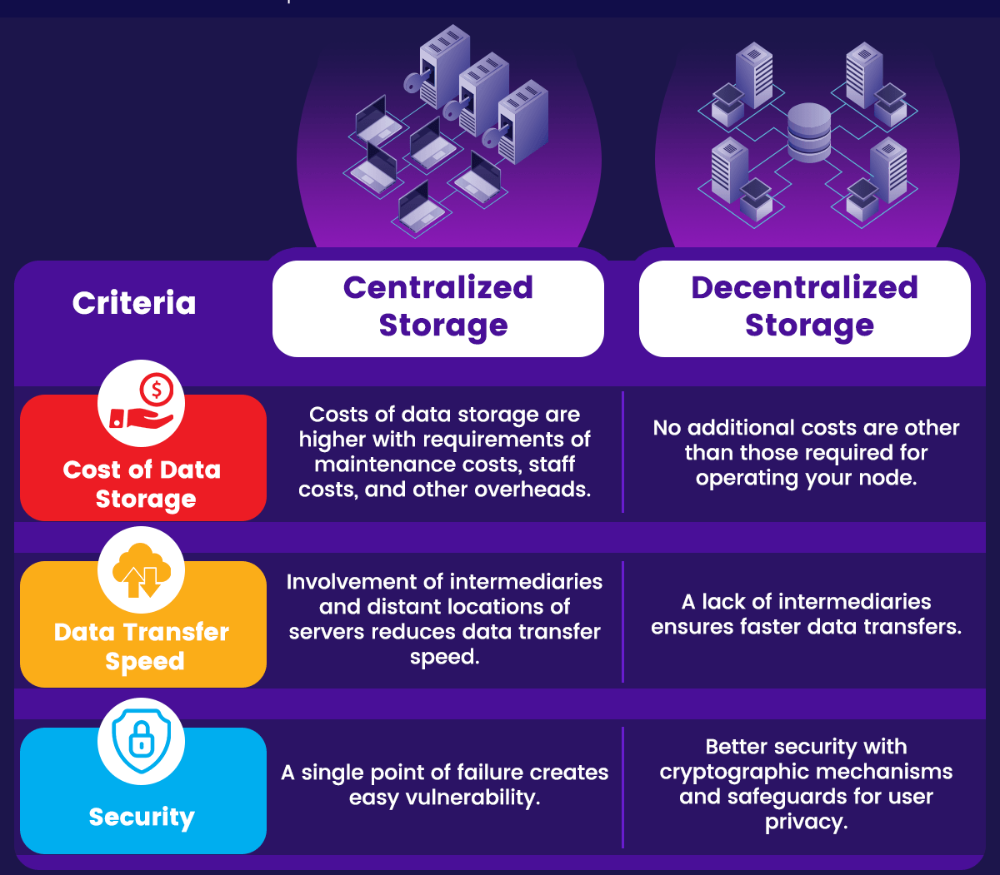 Criteria
Centralized
Storage
Decentralized
Storage
$
Cost of Data
Storage
Costs of data storage are
higher with requirements of
maintenance costs, staff
costs, and other overheads.
No additional costs are other
than those required for
operating your node.
Data Transfer
Speed
Involvement of intermediaries
and distant locations of
servers reduces data transfer
speed.
A lack of intermediaries
ensures faster data transfers.
Security
A single point of failure creates
easy vulnerability.
Better security with
cryptographic mechanisms
and safeguards for user
privacy.